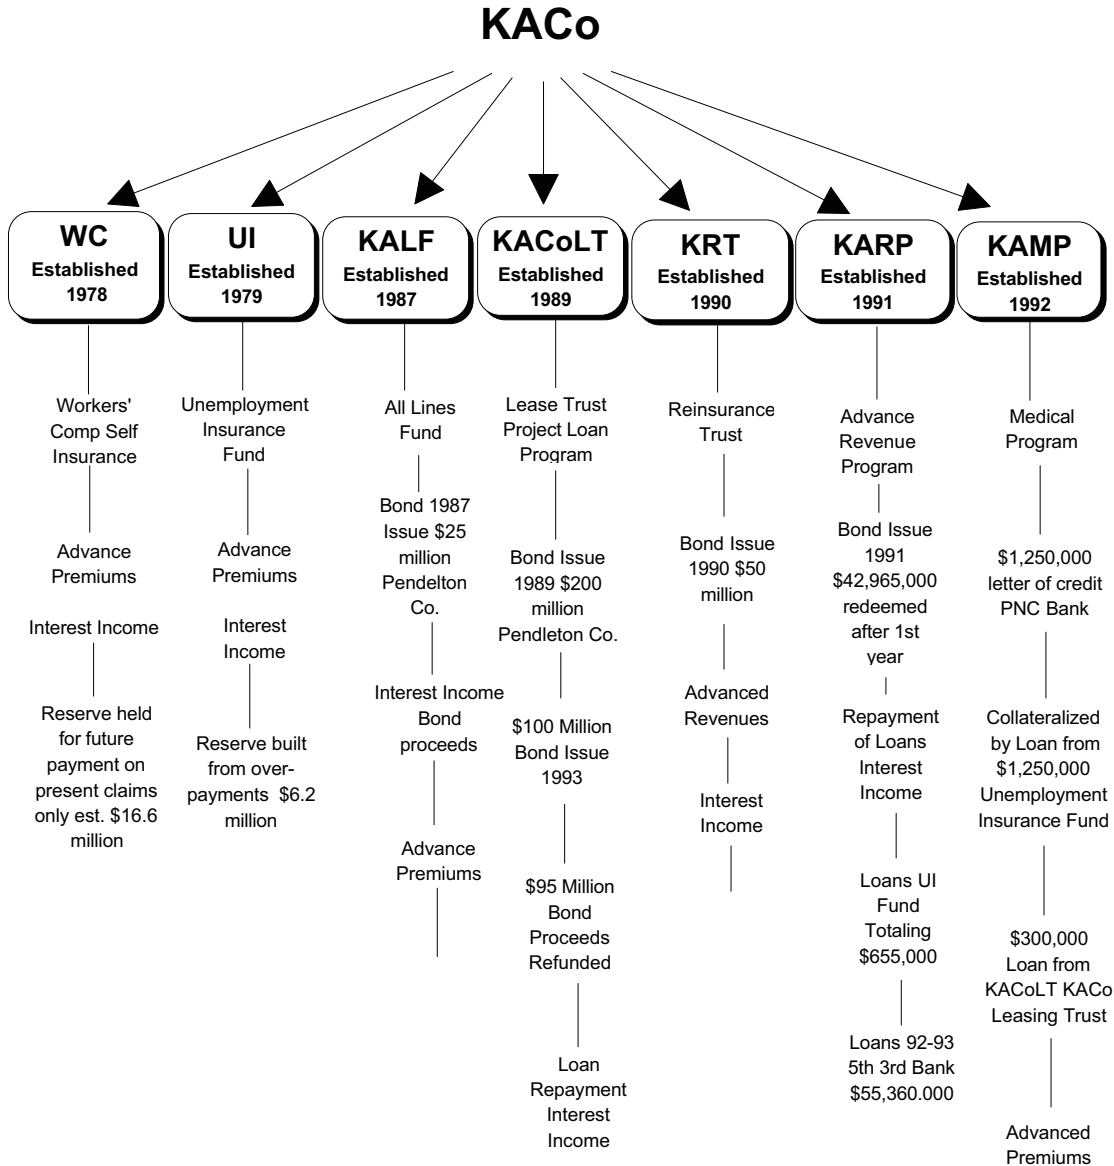 KACo
WC
Established
1978
Workers'
Comp Self
Insurance
Advance
Premiums
Interest Income
Reserve held
for future
payment on
present claims
only est. $16.6
million
UI
Established
1979
Unemployment
Insurance
Fund
Advance
Premiums
Interest
Income
Reserve built
from over-
payments $6.2
million
KALF
Established
1987
All Lines
Fund
Bond 1987
Issue $25
million
Pendelton
Co.
Interest Income
Bond
proceeds
Advance
Premiums
KACoLT
Established
1989
Lease Trust
Project Loan
Program
Bond Issue
1989 $200
million
Pendleton Co.
$100 Million
Bond Issue
1993
$95 Million
Bond
Proceeds
Refunded
Loan
Repayment
Interest
Income
KRT
Established
1990
Reinsurance
Trust
Bond Issue
1990 $50
million
Advanced
Revenues
Interest
Income
KARP
Established
1991
Advance
Revenue
Program
Bond Issue
1991
$42,965,000
redeemed
after 1st
year
Repayment
of Loans
Interest
Income
Loans UI
Fund
Totaling
$655,000
Loans 92-93
5th 3rd Bank
$55,360.000
KAMP
Established
1992
Medical
Program
$1,250,000
letter of credit
PNC Bank
Collateralized
by Loan from
$1,250,000
Unemployment
Insurance Fund
$300,000
Loan from
KACoLT KACo
Leasing Trust
Advanced
Premiums